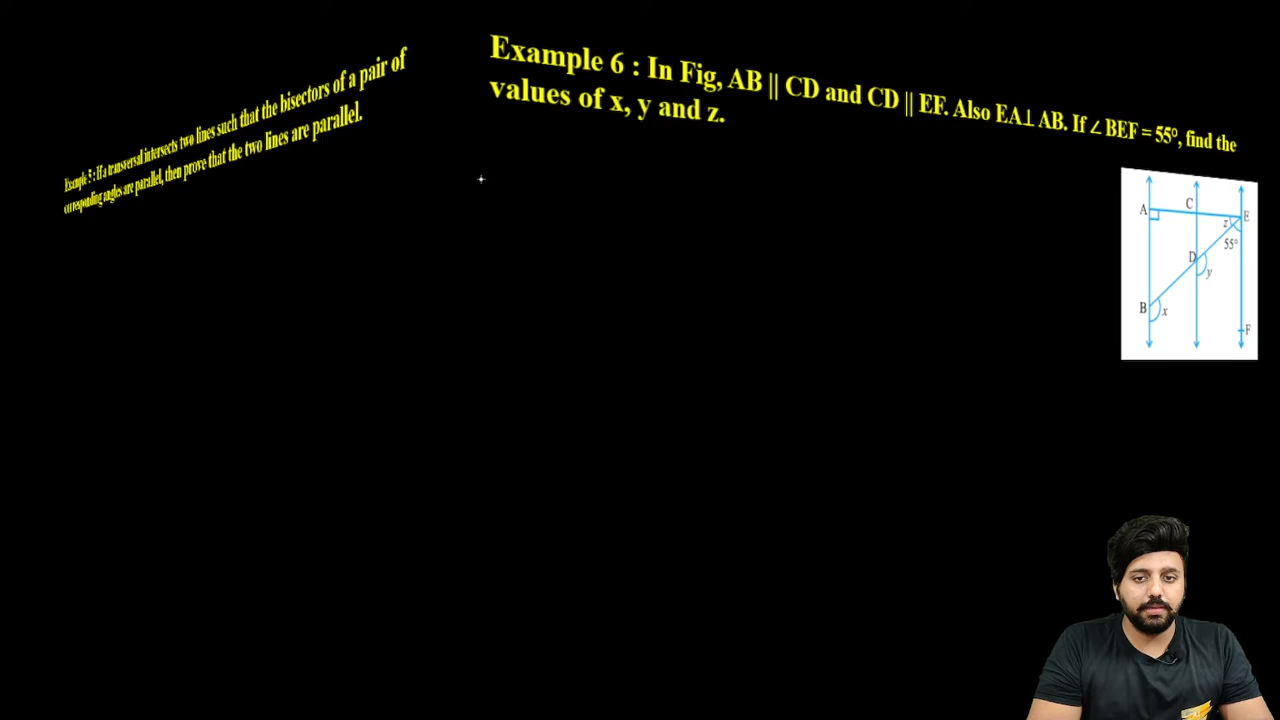 Example 5 : If a transversal intersects two lines such that the bisectors of a pair of
corresponding angles are parallel, then prove that the two lines are parallel.
Example 6 : In Fig, AB || CD and CD || EF. Also EA⊥ AB. If ∠ BEF = 55°, find the
values of x, y and z.
A
C
E
z
55°
D
y
B
x
F